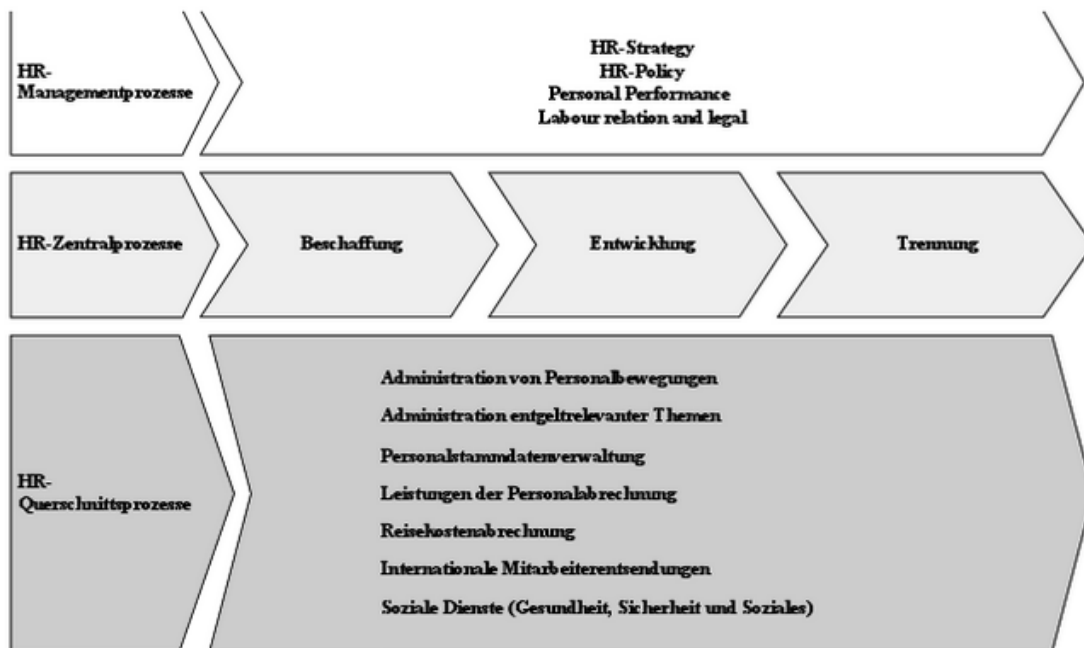 HR-
Managementprozesse
HR-Strategy
HR-Policy
Personal Performance
Labour relation and legal
HR-Zentralprozesse
Beschaffung
Entwicklung
Trennung
HR-
Querschnittsprozesse
Administration von Personalbewegungen
Administration entgeltrelevanter Themen
Personalstammdatenverwaltung
Leistungen der Personalabrechnung
Reisekostenabrechnung
Internationale Mitarbeiterentsendungen
Soziale Dienste (Gesundheit, Sicherheit und Soziales)